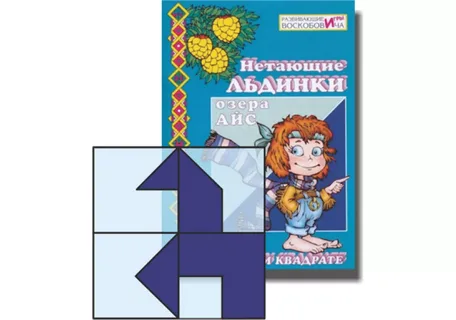 РАЗВИВАЮЩИЕ ИГРЫ
ВОСКОБОВИЧА
Нетающие
ЛЬДИНКИ
озера
АЙС
И КВАДРАТЕ